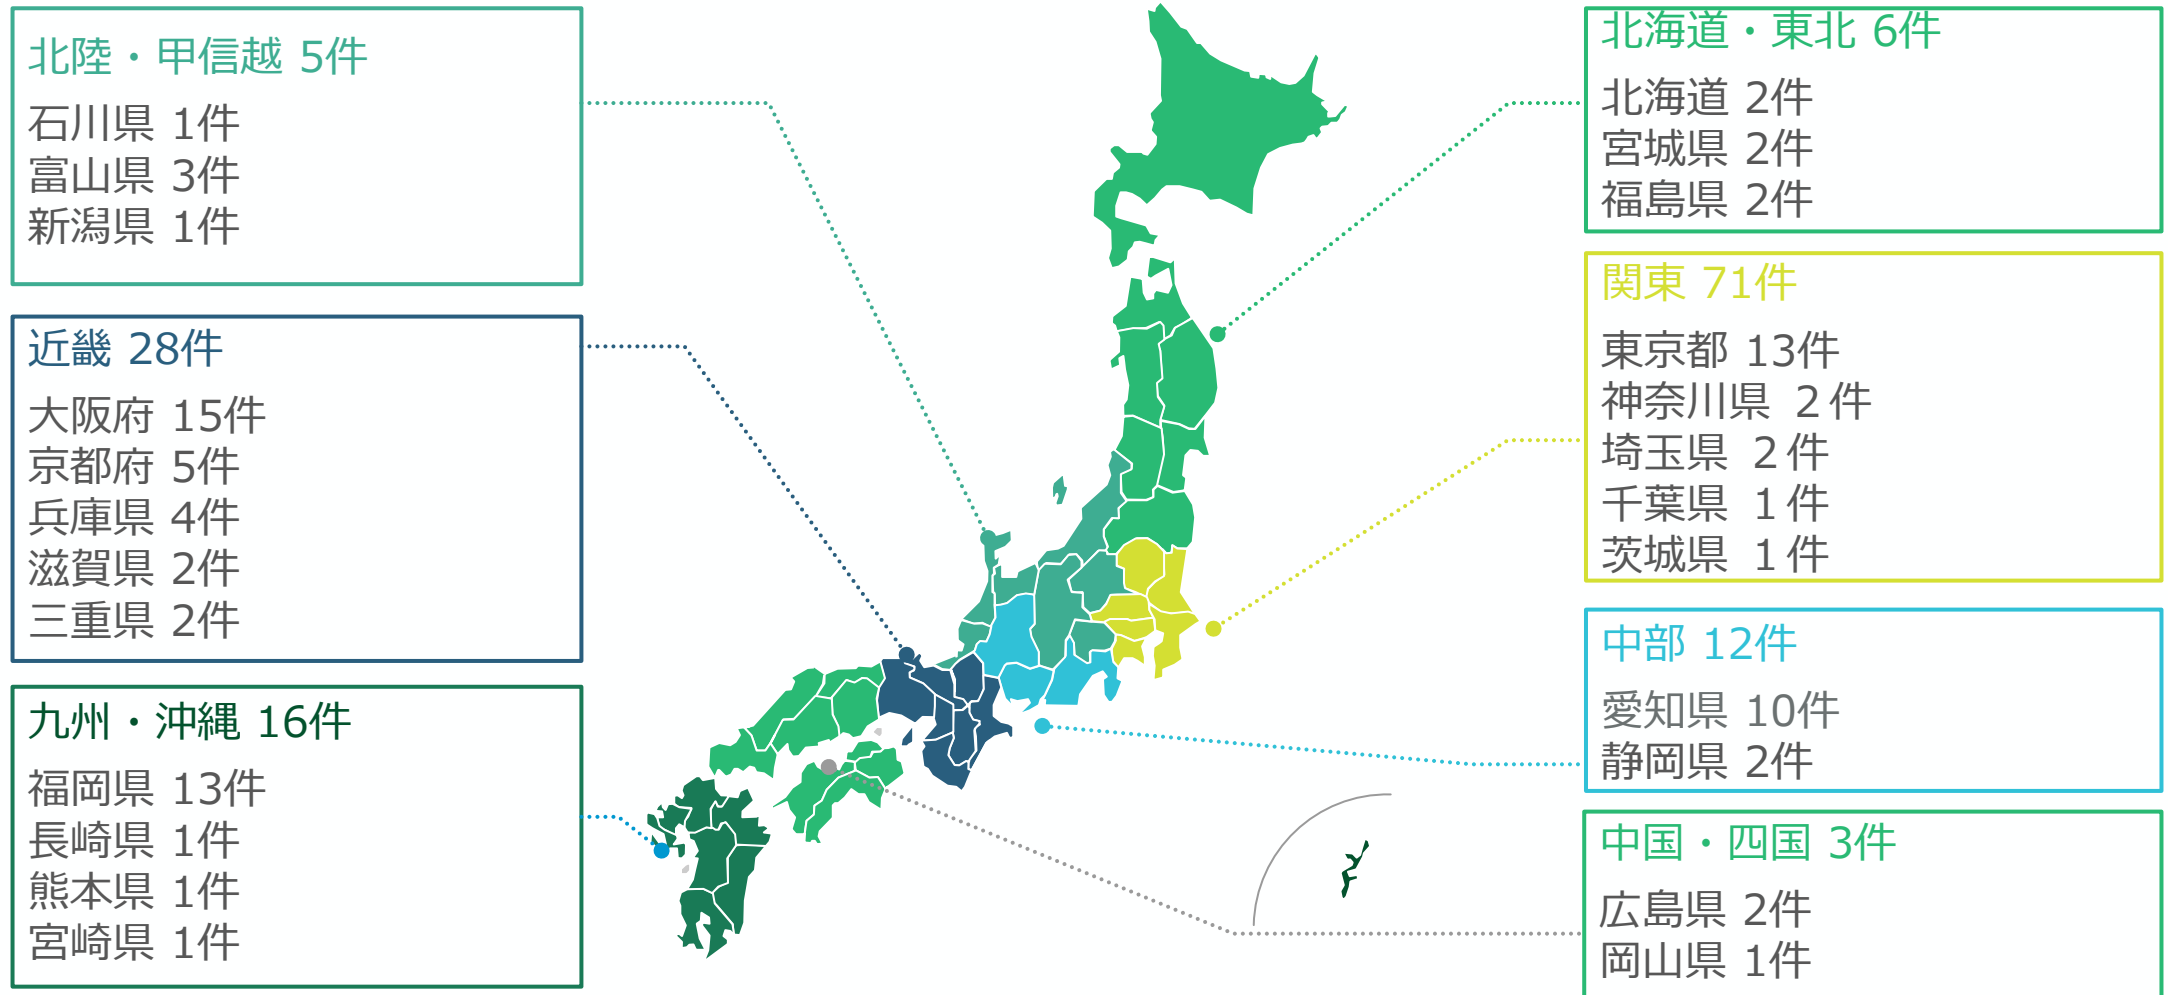 北陸・甲信越 5件
石川県 1件
富山県 3件
新潟県 1件
近畿 28件
大阪府 15件
京都府 5件
兵庫県 4件
滋賀県 2件
三重県 2件
九州・沖縄 16件
福岡県 13件
長崎県 1件
熊本県 1件
宮崎県 1件
北海道・東北 6件
北海道 2件
宮城県 2件
福島県 2件
関東 71件
東京都 13件
神奈川県 ２件
埼玉県 ２件
千葉県 １件
茨城県 １件
中部 12件
愛知県 10件
静岡県 2件
中国・四国 3件
広島県 2件
岡山県 1件